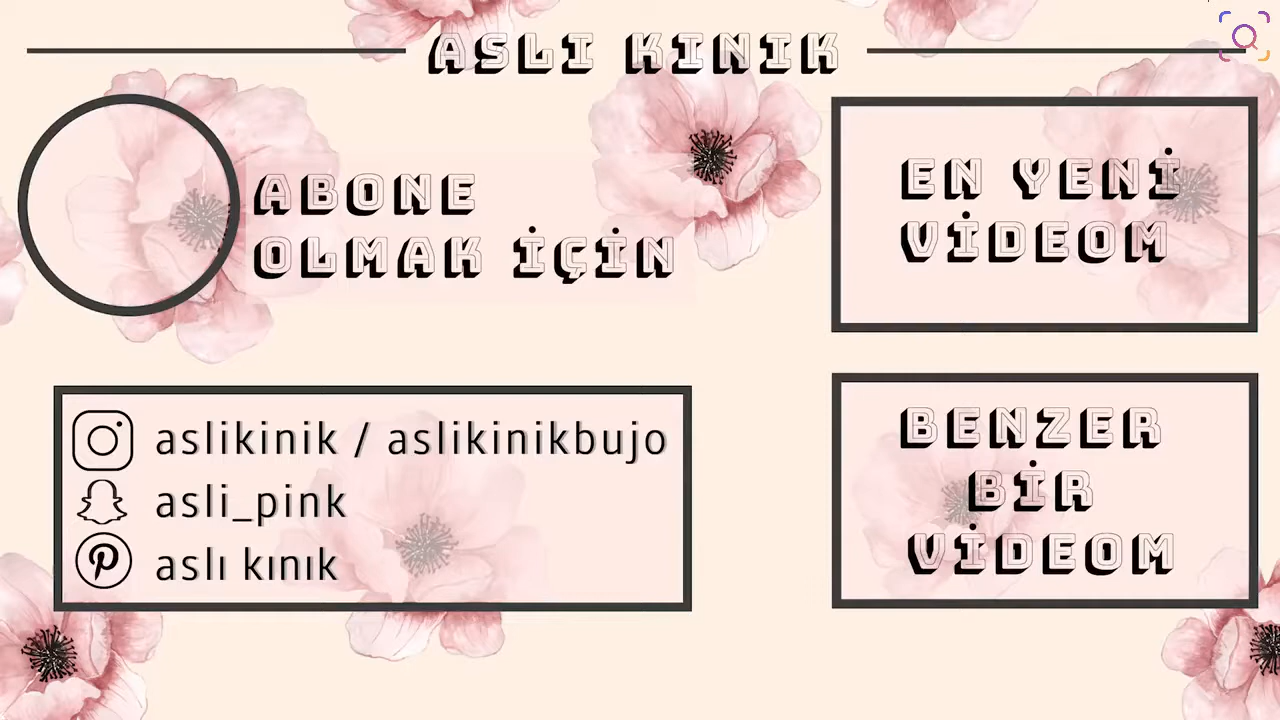 ASLI KINIK
ABONE
OLMAK İÇİN
EN YENİ
VİDEOM
aslikinik / aslikinikbujo
asli_pink
aslı kınık
BENZER
BİR
VİDEOM